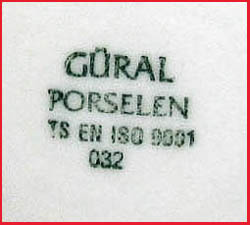 GÜRAL
PORSELEN
TS EN ISO 9001
032